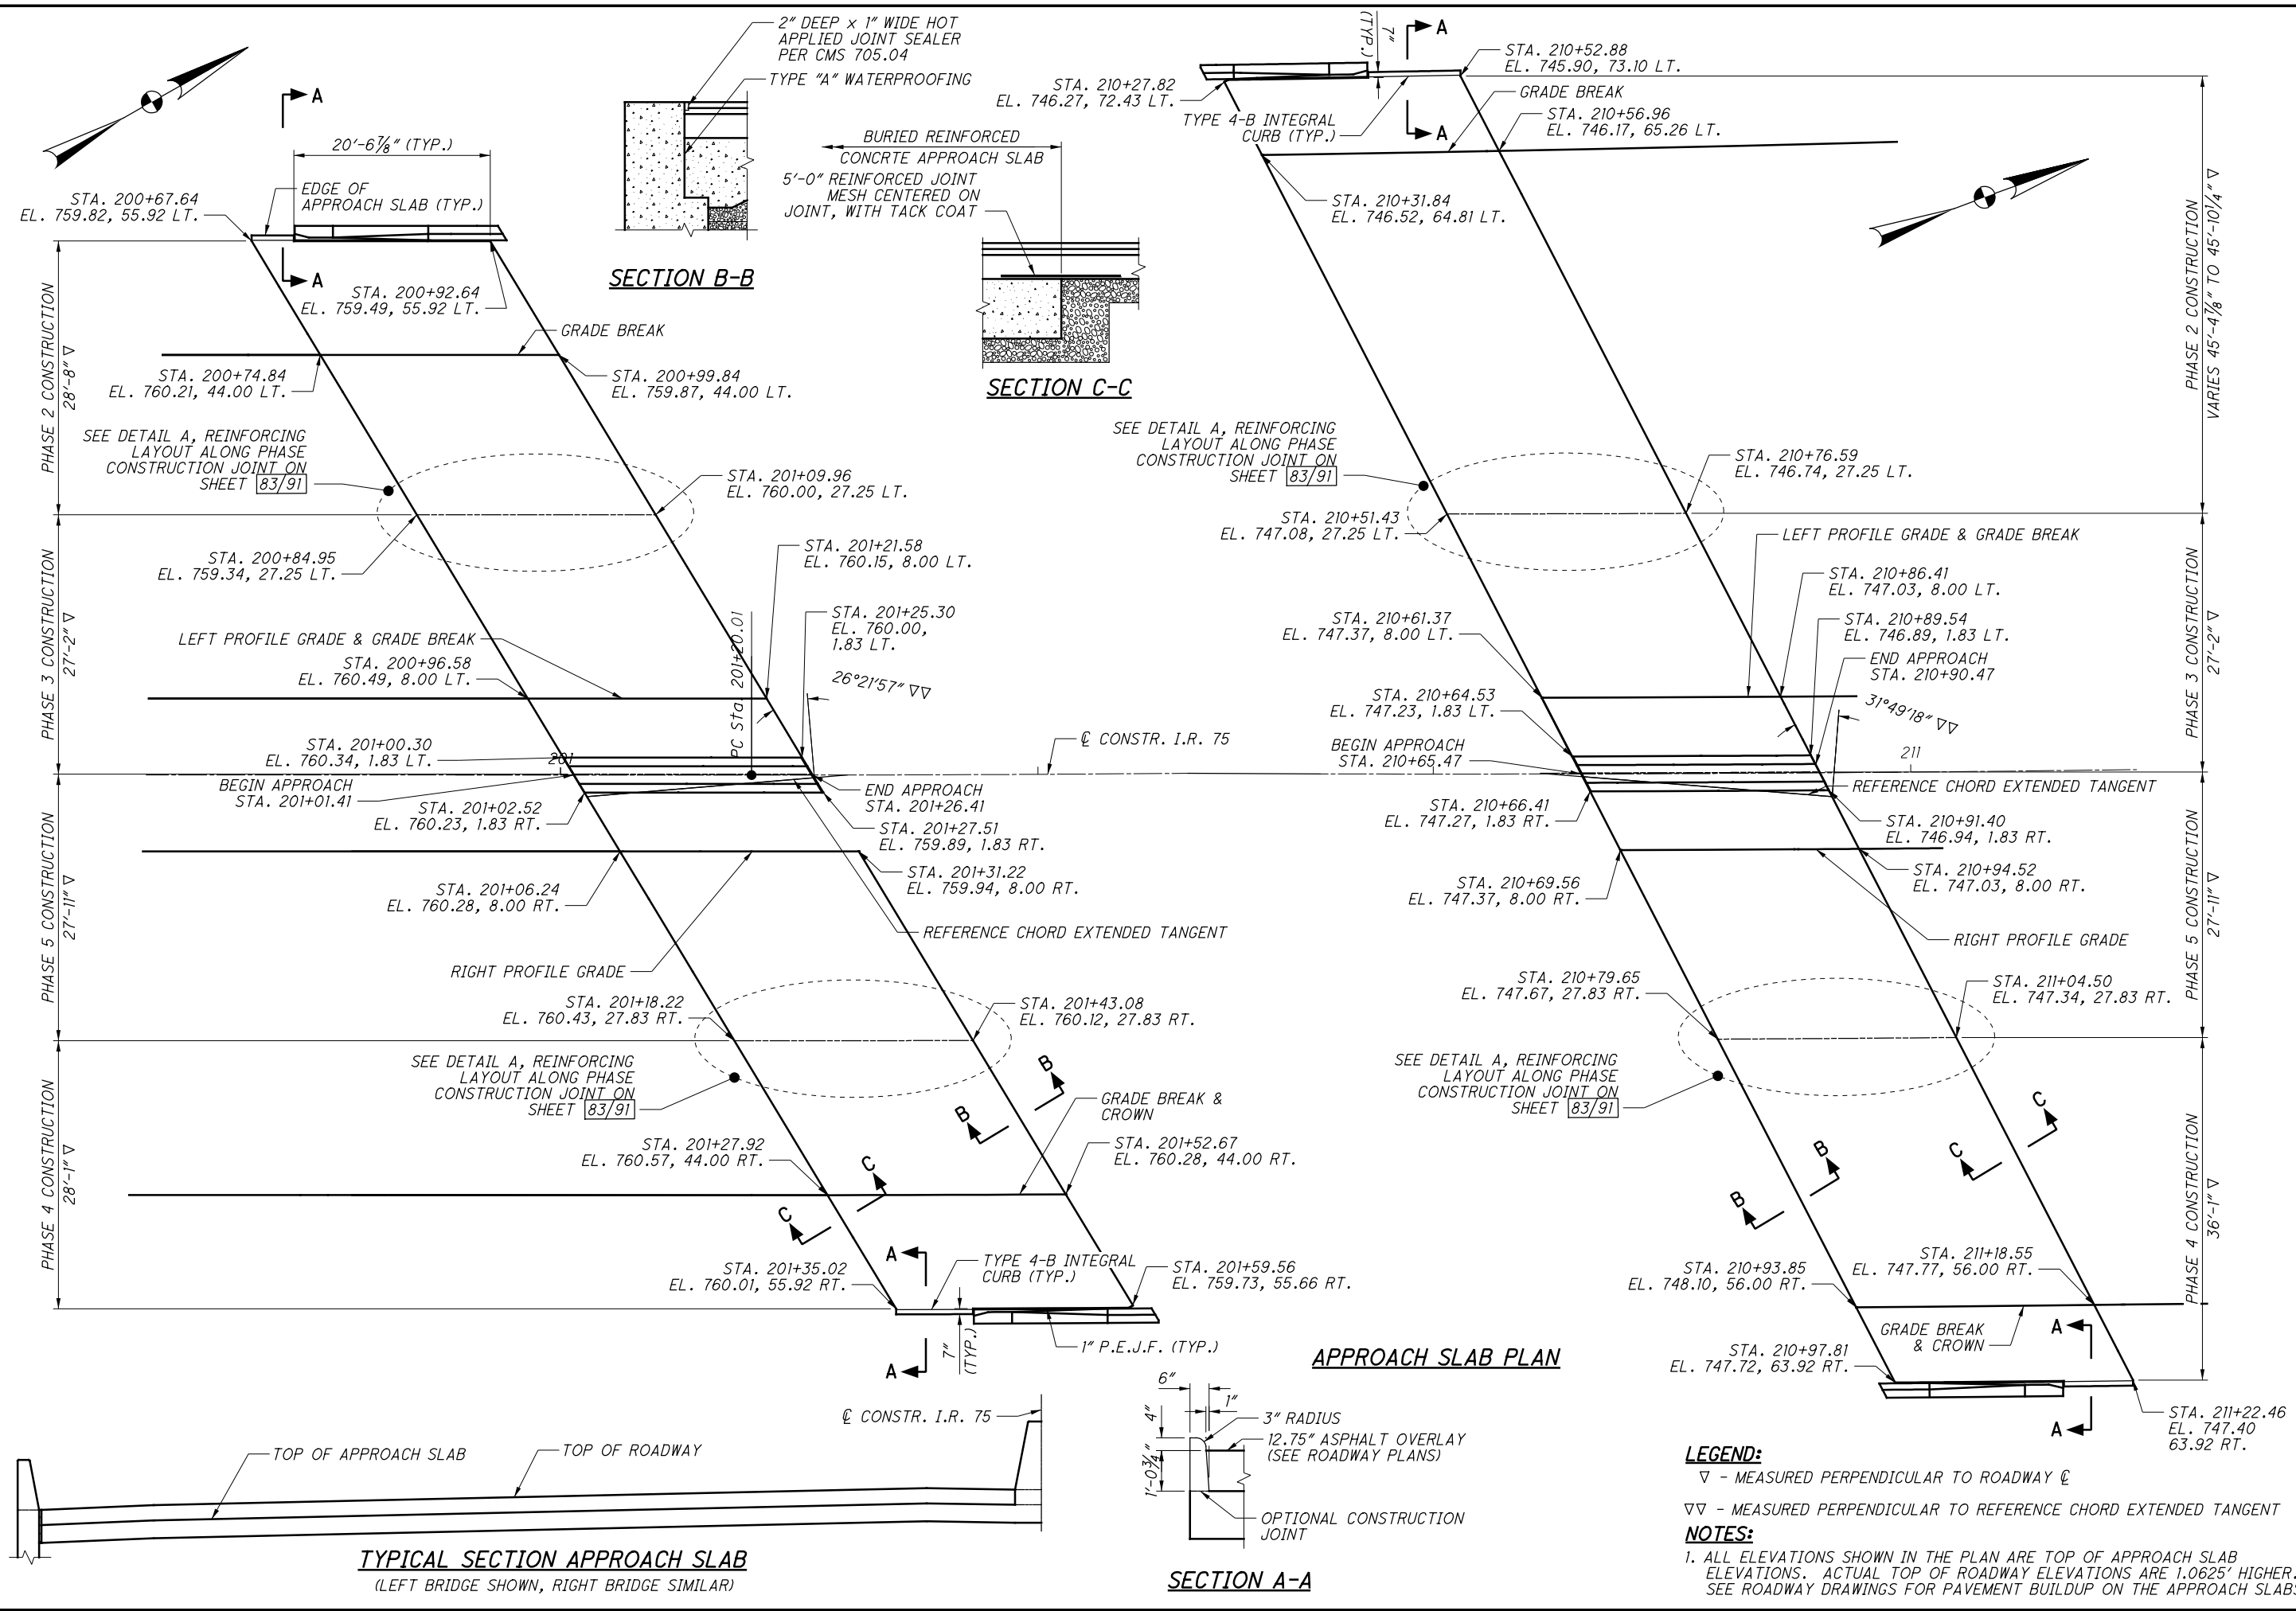 2" DEEP x 1" WIDE HOT
APPLIED JOINT SEALER
PER CMS 705.04
TYPE "A" WATERPROOFING
SECTION B-B
BURIED REINFORCED
CONCRTE APPROACH SLAB
5'-0" REINFORCED JOINT
MESH CENTERED ON
JOINT, WITH TACK COAT
SECTION C-C
A
A
20'-6⅞" (TYP.)
EDGE OF
APPROACH SLAB (TYP.)
STA. 200+67.64
EL. 759.82, 55.92 LT.
STA. 200+92.64
EL. 759.49, 55.92 LT.
GRADE BREAK
STA. 200+74.84
EL. 760.21, 44.00 LT.
STA. 200+99.84
EL. 759.87, 44.00 LT.
PHASE 2 CONSTRUCTION
28'-8" ∇
SEE DETAIL A, REINFORCING
LAYOUT ALONG PHASE
CONSTRUCTION JOINT ON
SHEET 83/91
STA. 201+09.96
EL. 760.00, 27.25 LT.
STA. 200+84.95
EL. 759.34, 27.25 LT.
STA. 201+21.58
EL. 760.15, 8.00 LT.
PHASE 3 CONSTRUCTION
27'-2" ∇
LEFT PROFILE GRADE & GRADE BREAK
STA. 200+96.58
EL. 760.49, 8.00 LT.
STA. 201+25.30
EL. 760.00,
1.83 LT.
PC Sta. 201+20.01
26°21'57" ∇∇
STA. 201+00.30
EL. 760.34, 1.83 LT.
201
BEGIN APPROACH
STA. 201+01.41
STA. 201+02.52
EL. 760.23, 1.83 RT.
℄ CONSTR. I.R. 75
END APPROACH
STA. 201+26.41
STA. 201+27.51
EL. 759.89, 1.83 RT.
STA. 201+31.22
EL. 759.94, 8.00 RT.
STA. 201+06.24
EL. 760.28, 8.00 RT.
REFERENCE CHORD EXTENDED TANGENT
PHASE 5 CONSTRUCTION
27'-11" ∇
RIGHT PROFILE GRADE
STA. 201+18.22
EL. 760.43, 27.83 RT.
STA. 201+43.08
EL. 760.12, 27.83 RT.
SEE DETAIL A, REINFORCING
LAYOUT ALONG PHASE
CONSTRUCTION JOINT ON
SHEET 83/91
B
B
GRADE BREAK &
CROWN
STA. 201+27.92
EL. 760.57, 44.00 RT.
STA. 201+52.67
EL. 760.28, 44.00 RT.
C
C
PHASE 4 CONSTRUCTION
28'-1" ∇
A
A
TYPE 4-B INTEGRAL
CURB (TYP.)
STA. 201+35.02
EL. 760.01, 55.92 RT.
STA. 201+59.56
EL. 759.73, 55.66 RT.
7"
(TYP.)
1" P.E.J.F. (TYP.)
7"
(TYP.)
A
A
STA. 210+52.88
EL. 745.90, 73.10 LT.
STA. 210+27.82
EL. 746.27, 72.43 LT.
GRADE BREAK
TYPE 4-B INTEGRAL
CURB (TYP.)
STA. 210+56.96
EL. 746.17, 65.26 LT.
STA. 210+31.84
EL. 746.52, 64.81 LT.
PHASE 2 CONSTRUCTION
VARIES 45'-4⅞" TO 45'-10¼" ∇
SEE DETAIL A, REINFORCING
LAYOUT ALONG PHASE
CONSTRUCTION JOINT ON
SHEET 83/91
STA. 210+76.59
EL. 746.74, 27.25 LT.
STA. 210+51.43
EL. 747.08, 27.25 LT.
LEFT PROFILE GRADE & GRADE BREAK
STA. 210+86.41
EL. 747.03, 8.00 LT.
STA. 210+61.37
EL. 747.37, 8.00 LT.
STA. 210+89.54
EL. 746.89, 1.83 LT.
END APPROACH
STA. 210+90.47
PHASE 3 CONSTRUCTION
27'-2" ∇
STA. 210+64.53
EL. 747.23, 1.83 LT.
31°49'18" ∇∇
BEGIN APPROACH
STA. 210+65.47
211
REFERENCE CHORD EXTENDED TANGENT
STA. 210+66.41
EL. 747.27, 1.83 RT.
STA. 210+91.40
EL. 746.94, 1.83 RT.
STA. 210+94.52
EL. 747.03, 8.00 RT.
STA. 210+69.56
EL. 747.37, 8.00 RT.
PHASE 5 CONSTRUCTION
27'-11" ∇
RIGHT PROFILE GRADE
STA. 210+79.65
EL. 747.67, 27.83 RT.
STA. 211+04.50
EL. 747.34, 27.83 RT.
SEE DETAIL A, REINFORCING
LAYOUT ALONG PHASE
CONSTRUCTION JOINT ON
SHEET 83/91
C
C
B
B
PHASE 4 CONSTRUCTION
36'-1" ∇
STA. 210+93.85
EL. 748.10, 56.00 RT.
STA. 211+18.55
EL. 747.77, 56.00 RT.
GRADE BREAK
& CROWN
A
A
STA. 210+97.81
EL. 747.72, 63.92 RT.
STA. 211+22.46
EL. 747.40
63.92 RT.
APPROACH SLAB PLAN
℄ CONSTR. I.R. 75
TOP OF APPROACH SLAB
TOP OF ROADWAY
TYPICAL SECTION APPROACH SLAB
(LEFT BRIDGE SHOWN, RIGHT BRIDGE SIMILAR)
6"
1"
4"
1'-0¾"
3" RADIUS
12.75" ASPHALT OVERLAY
(SEE ROADWAY PLANS)
OPTIONAL CONSTRUCTION
JOINT
SECTION A-A
LEGEND:
∇ - MEASURED PERPENDICULAR TO ROADWAY ℄
∇∇ - MEASURED PERPENDICULAR TO REFERENCE CHORD EXTENDED TANGENT
NOTES:
1. ALL ELEVATIONS SHOWN IN THE PLAN ARE TOP OF APPROACH SLAB
ELEVATIONS. ACTUAL TOP OF ROADWAY ELEVATIONS ARE 1.0625' HIGHER.
SEE ROADWAY DRAWINGS FOR PAVEMENT BUILDUP ON THE APPROACH SLABS